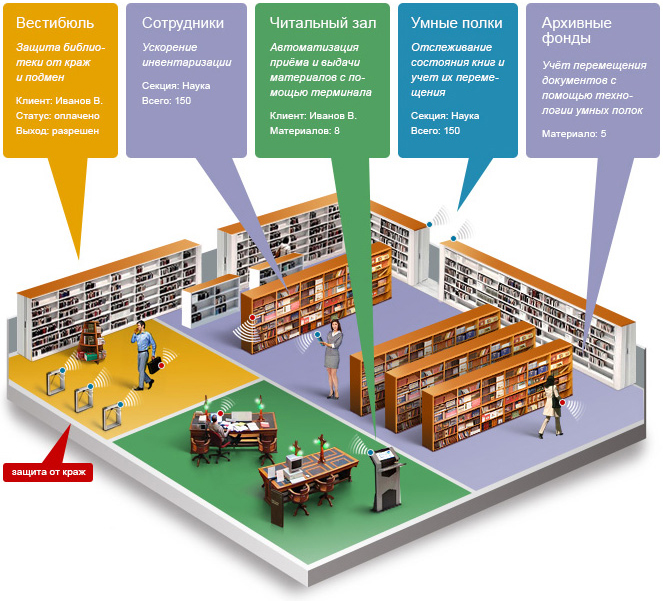 Вестибюль
Защита библио-
теки от краж
и подмен
Клиент: Иванов В.
Статус: оплачено
Выход: разрешен
Сотрудники
Ускорение
инвентаризации
Секция: Наука
Всего: 150
Читальный зал
Автоматизация
приёма и выдачи
материалов с по-
мощью терминала
Клиент: Иванов В.
Материалов: 8
Умные полки
Отслеживание
состояния книг и
учет их переме-
щения
Секция: Наука
Всего: 150
Архивные
фонды
Учёт перемещения
документов с
помощью техно-
логии умных полок
Материало: 5
защита от краж